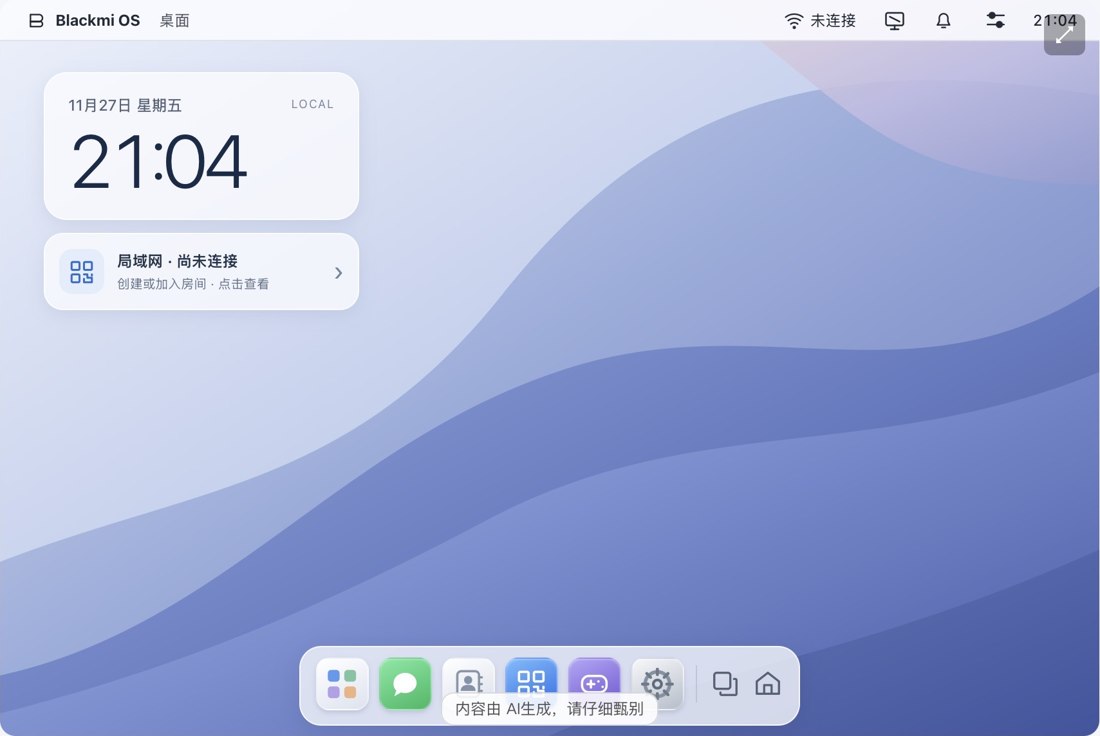 Blackmi OS 桌面 未连接 21:04
11月27日 星期五 LOCAL
21:04
局域网 · 尚未连接
创建或加入房间 · 点击查看
内容由 AI生成，请仔细甄别